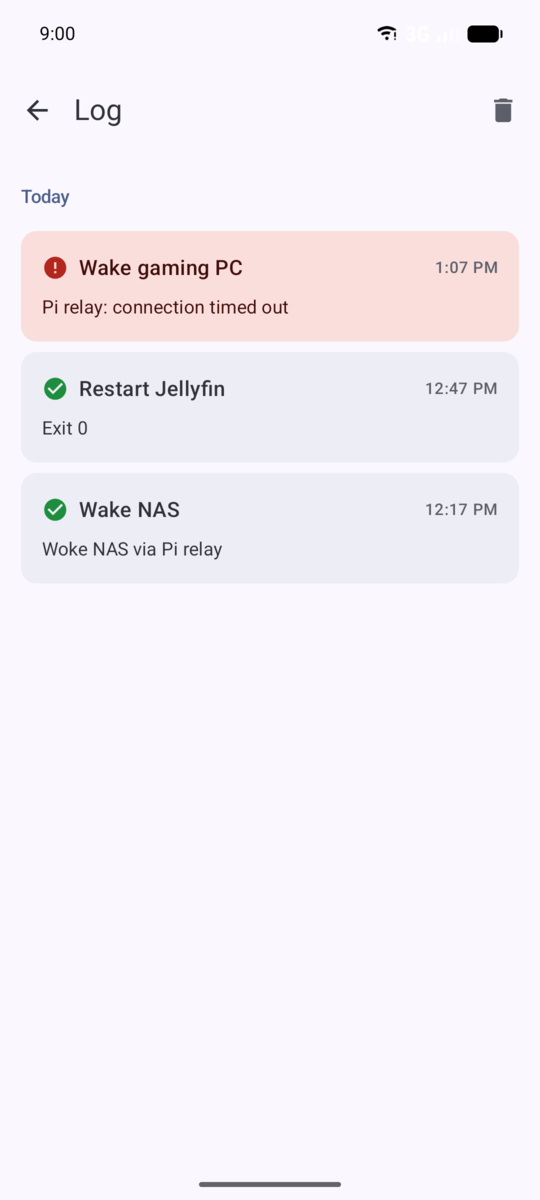 9:00
3G
Log
Today
Wake gaming PC
1:07 PM
Pi relay: connection timed out
Restart Jellyfin
12:47 PM
Exit 0
Wake NAS
12:17 PM
Woke NAS via Pi relay